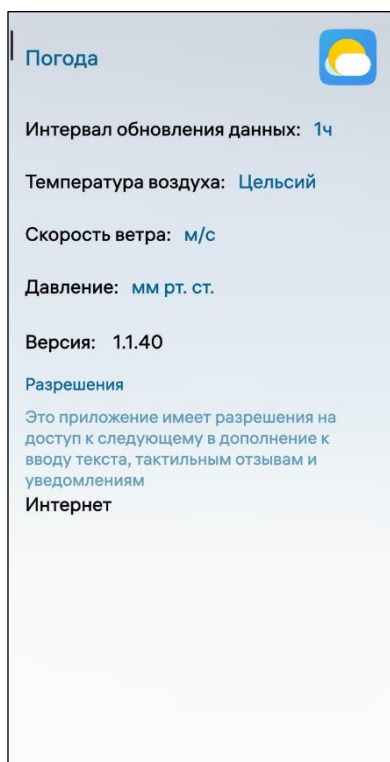 Погода
Интервал обновления данных: 1ч
Температура воздуха: Цельсий
Скорость ветра: м/с
Давление: мм рт. ст.
Версия: 1.1.40
Разрешения
Это приложение имеет разрешения на
доступ к следующему в дополнение к
вводу текста, тактильным отзывам и
уведомлениям
Интернет